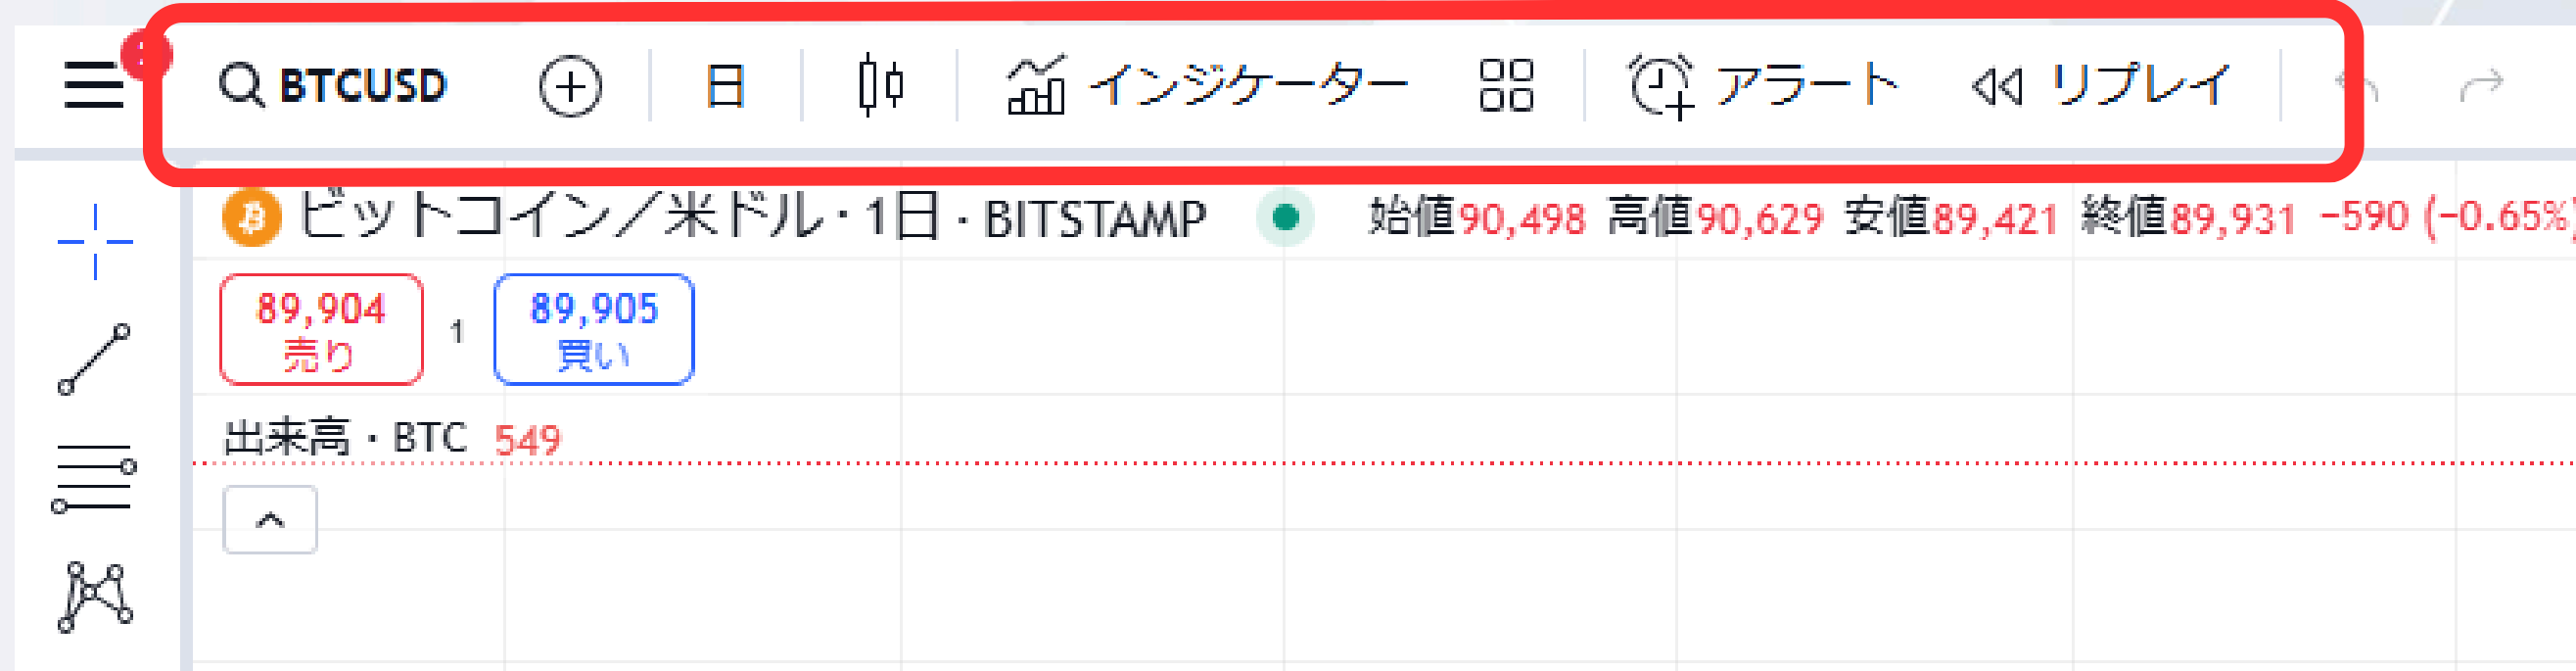 BTCUSD 日 インジケーター アラート リプレイ
ビットコイン/米ドル・1日・BITSTAMP 始値90,498 高値90,629 安値89,421 終値89,931 −590 (−0.65%)
89,904 1 89,905
売り 買い
出来高・BTC 549